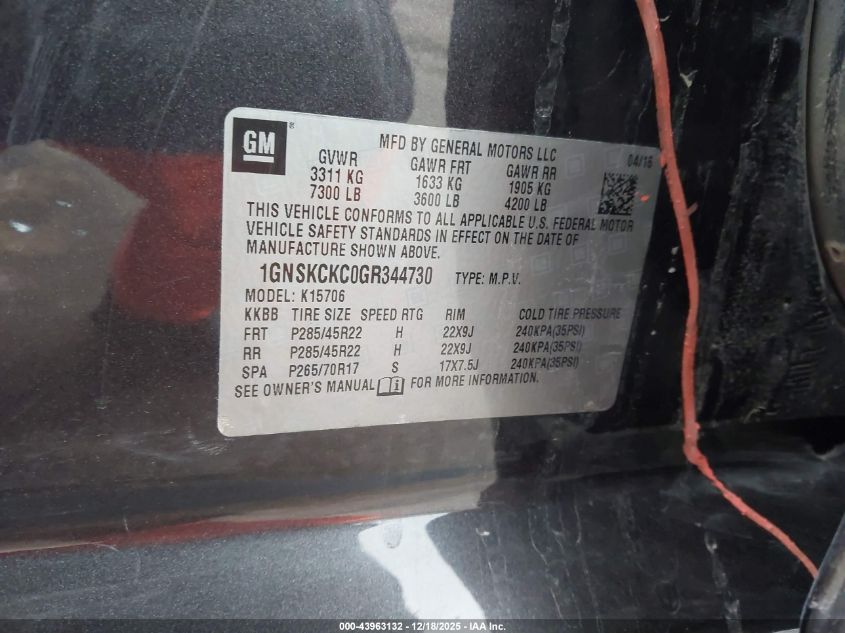 GM ®
MFD BY GENERAL MOTORS LLC 04/16
GVWR GAWR FRT GAWR RR
3311 KG 1633 KG 1905 KG
7300 LB 3600 LB 4200 LB
THIS VEHICLE CONFORMS TO ALL APPLICABLE U.S. FEDERAL MOTOR
VEHICLE SAFETY STANDARDS IN EFFECT ON THE DATE OF
MANUFACTURE SHOWN ABOVE.
1GNSKCKC0GR344730 TYPE: M.P.V.
MODEL: K15706
KKBB TIRE SIZE SPEED RTG RIM COLD TIRE PRESSURE
FRT P285/45R22 H 22X9J 240KPA(35PSI)
RR P285/45R22 H 22X9J 240KPA(35PSI)
SPA P265/70R17 S 17X7.5J 240KPA(35PSI)
SEE OWNER'S MANUAL i FOR MORE INFORMATION.
000-43963132 - 12/18/2025 - IAA Inc.